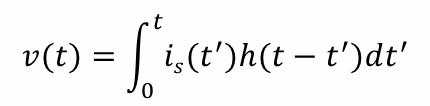 v(t) = ∫₀ᵗ iₛ(t′)h(t − t′)dt′